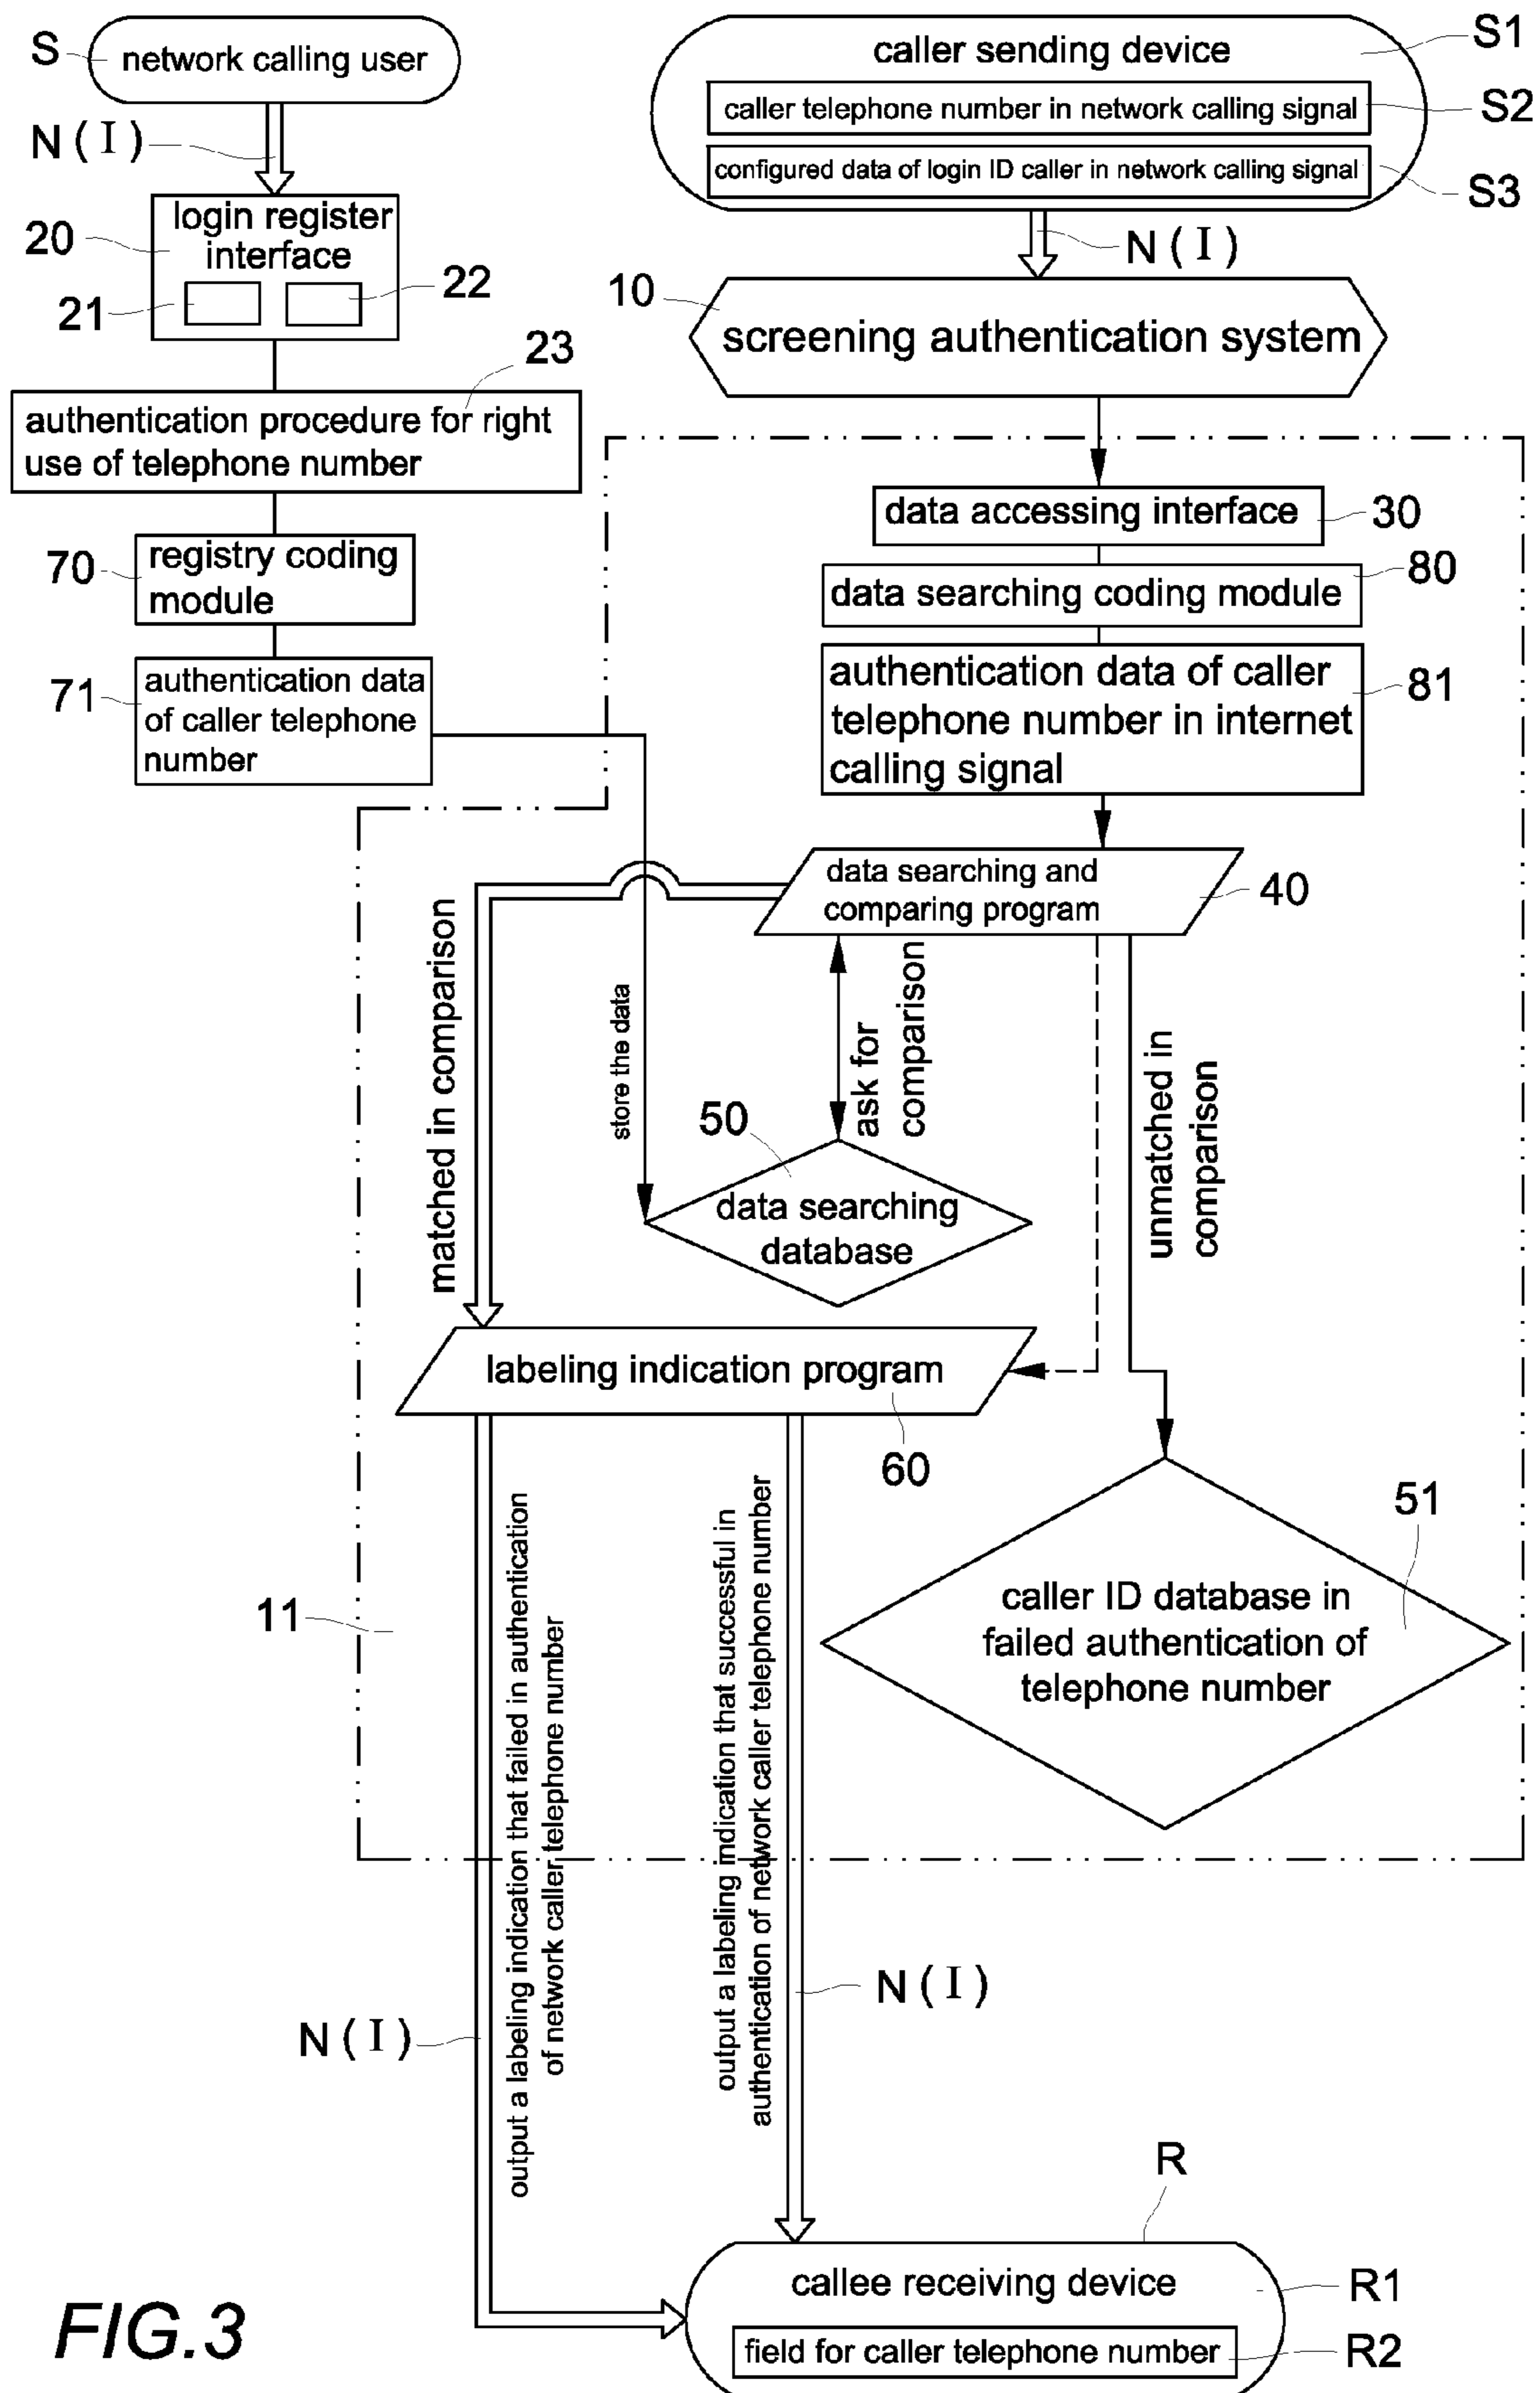 S
network calling user
N(I)
20
login register
interface
21
22
23
authentication procedure for right
use of telephone number
70
registry coding
module
71
authentication data
of caller telephone
number
caller sending device
S1
caller telephone number in network calling signal
S2
configured data of login ID caller in network calling signal
S3
N(I)
10
screening authentication system
data accessing interface
30
data searching coding module
80
authentication data of caller
telephone number in internet
calling signal
81
data searching and
comparing program
40
matched in comparison
store the data
ask for
comparison
unmatched in
comparison
50
data searching
database
labeling indication program
60
51
caller ID database in
failed authentication of
telephone number
11
output a labeling indication that failed in authentication
of network caller telephone number
output a labeling indication that successful in
authentication of network caller telephone number
N(I)
N(I)
R
callee receiving device
R1
field for caller telephone number
R2
FIG.3